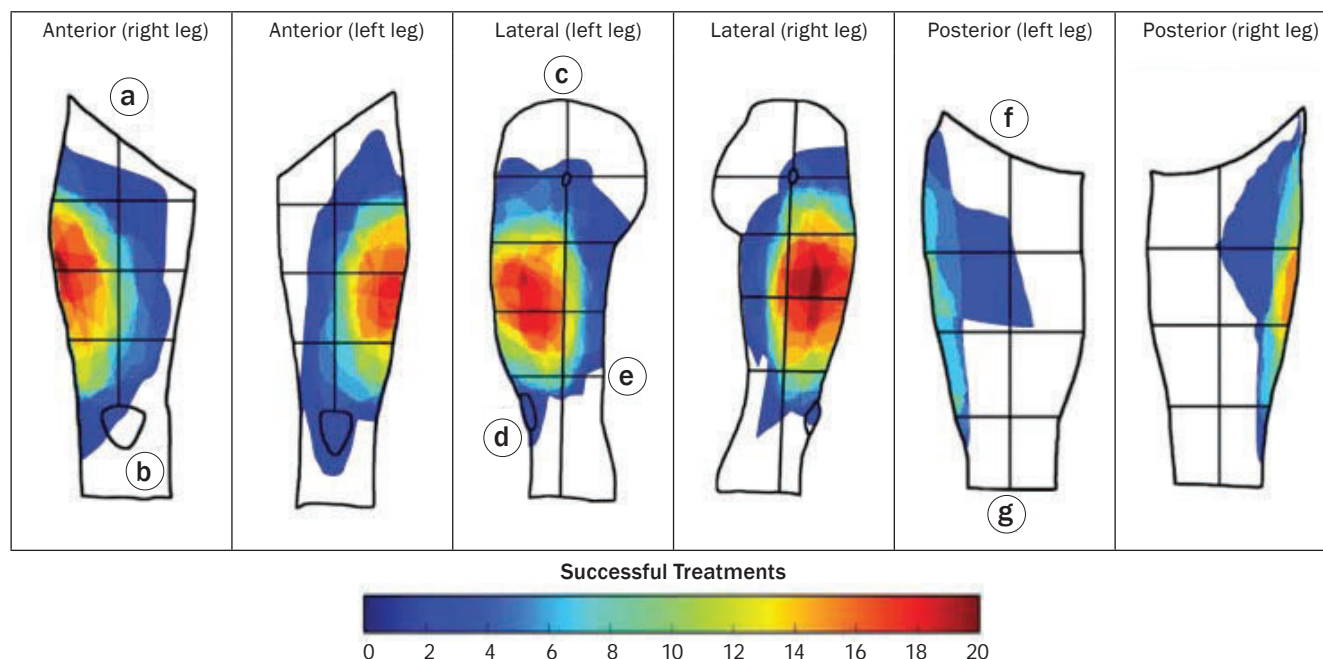 Anterior (right leg)
Anterior (left leg)
Lateral (left leg)
Lateral (right leg)
Posterior (left leg)
Posterior (right leg)
a
c
f
e
d
b
g
Successful Treatments
0 2 4 6 8 10 12 14 16 18 20